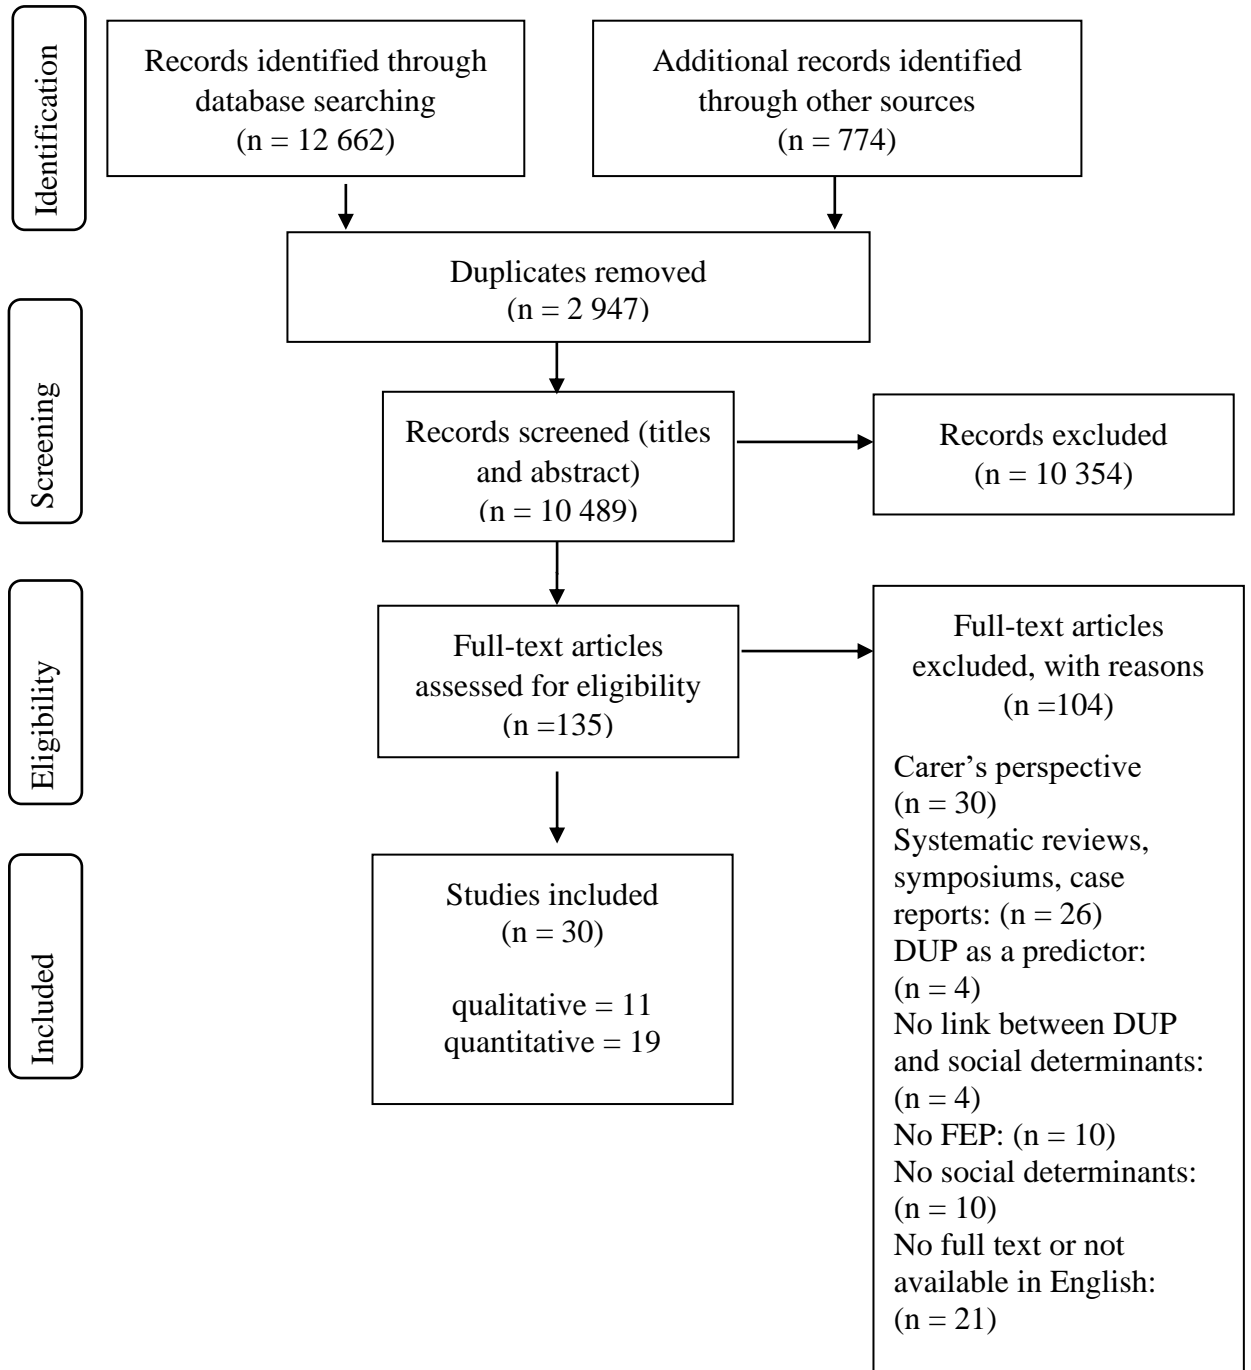 Identification
Records identified through
database searching
(n = 12 662)
Additional records identified
through other sources
(n = 774)
Duplicates removed
(n = 2 947)
Screening
Records screened (titles
and abstract)
(n = 10 489)
Records excluded
(n = 10 354)
Eligibility
Full-text articles
assessed for eligibility
(n =135)
Full-text articles
excluded, with reasons
(n =104)
Carer’s perspective
(n = 30)
Systematic reviews,
symposiums, case
reports: (n = 26)
DUP as a predictor:
(n = 4)
No link between DUP
and social determinants:
(n = 4)
No FEP: (n = 10)
No social determinants:
(n = 10)
No full text or not
available in English:
(n = 21)
Included
Studies included
(n = 30)
qualitative = 11
quantitative = 19